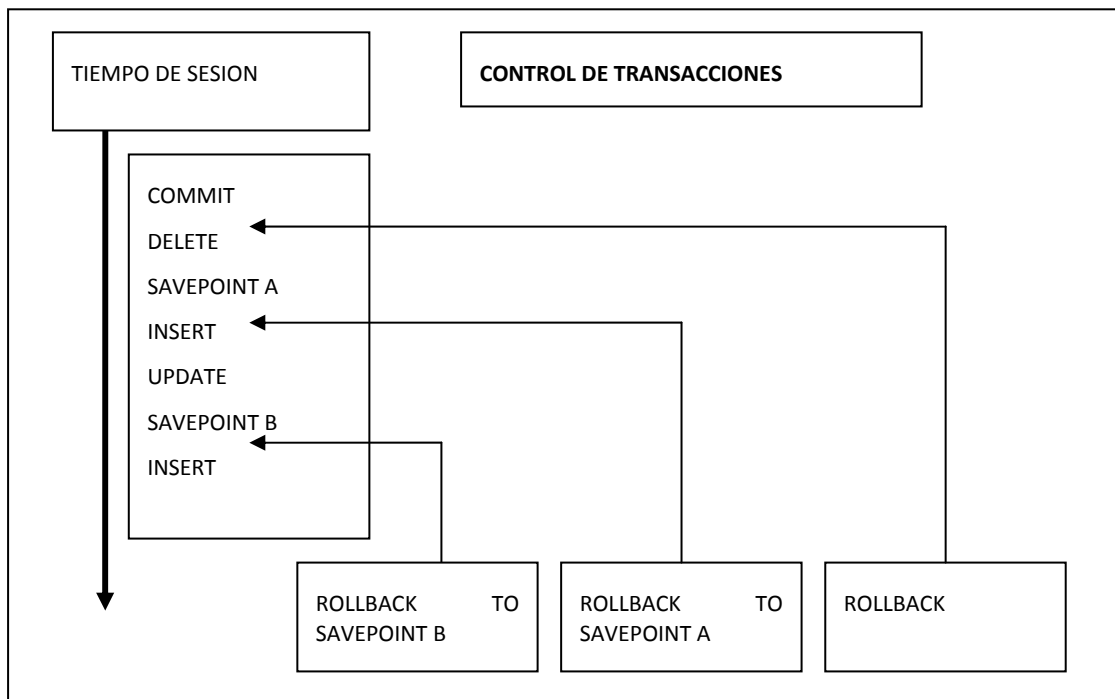 TIEMPO DE SESION
CONTROL DE TRANSACCIONES
COMMIT
DELETE
SAVEPOINT A
INSERT
UPDATE
SAVEPOINT B
INSERT
ROLLBACK TO
SAVEPOINT B
ROLLBACK TO
SAVEPOINT A
ROLLBACK